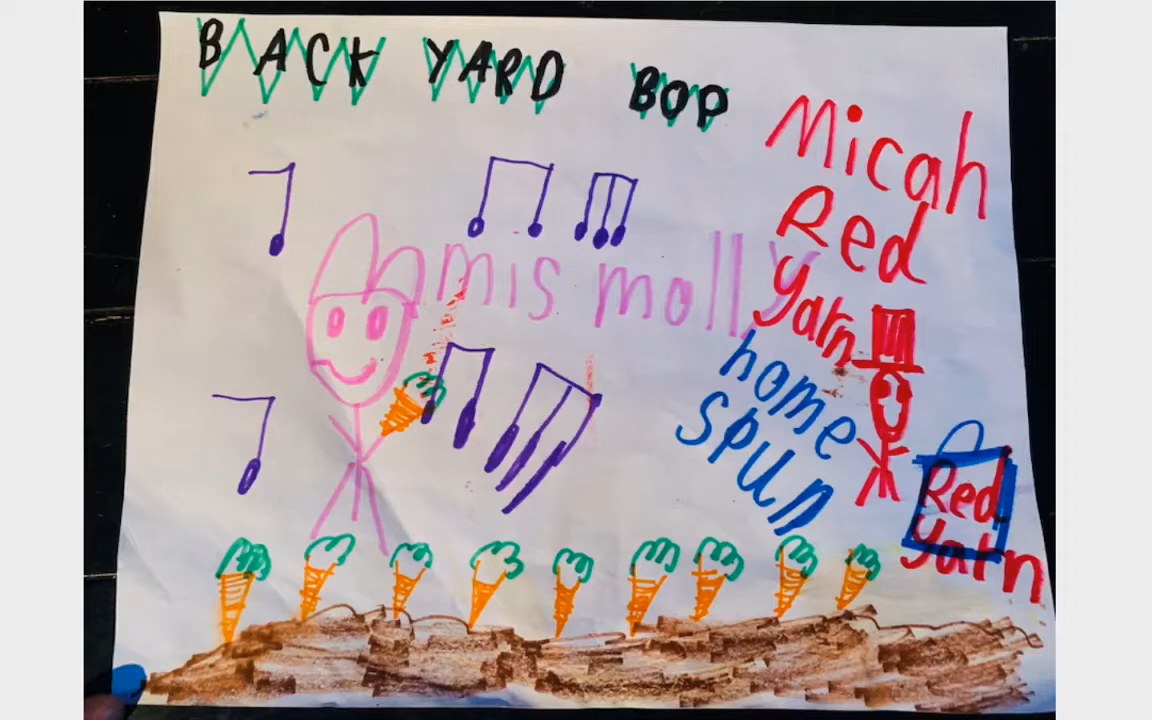 BACK YARD BOP
Micah
Red
yarn
mis molly
home
spun
Red
yarn